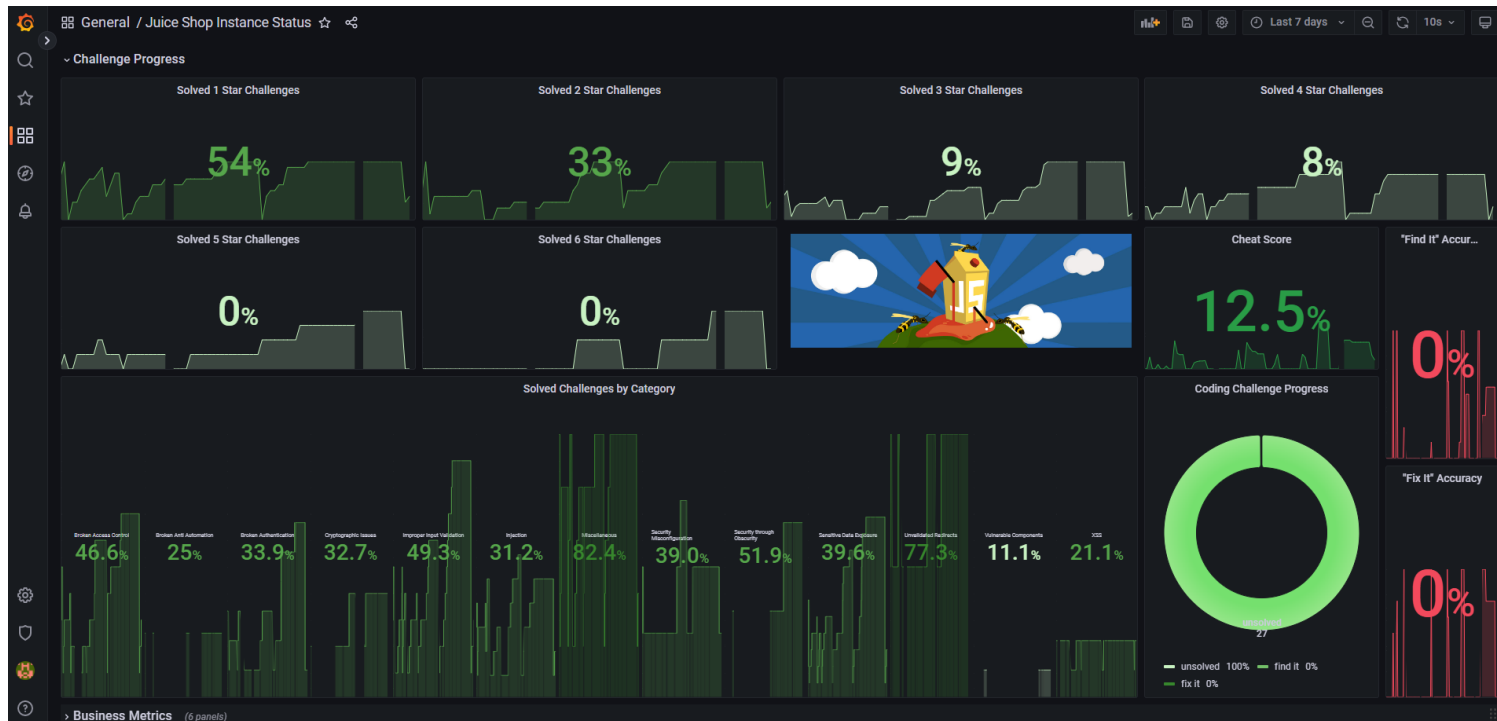 General / Juice Shop Instance Status
Last 7 days
10s
Challenge Progress
Solved 1 Star Challenges
54%
Solved 2 Star Challenges
33%
Solved 3 Star Challenges
9%
Solved 4 Star Challenges
8%
Solved 5 Star Challenges
0%
Solved 6 Star Challenges
0%
JS
Cheat Score
12.5%
"Find It" Accur...
0%
Solved Challenges by Category
Broken Access Control
46.6%
Broken Anti Automation
25%
Broken Authentication
33.9%
Cryptographic Issues
32.7%
Improper Input Validation
49.3%
Injection
31.2%
Miscellaneous
82.4%
Security
Misconfiguration
39.0%
Security through
Obscurity
51.9%
Sensitive Data Exposure
39.6%
Unvalidated Redirects
77.3%
Vulnerable Components
11.1%
XSS
21.1%
Coding Challenge Progress
unsolved
27
unsolved 100%
find it 0%
fix it 0%
"Fix It" Accuracy
0%
Business Metrics (6 panels)